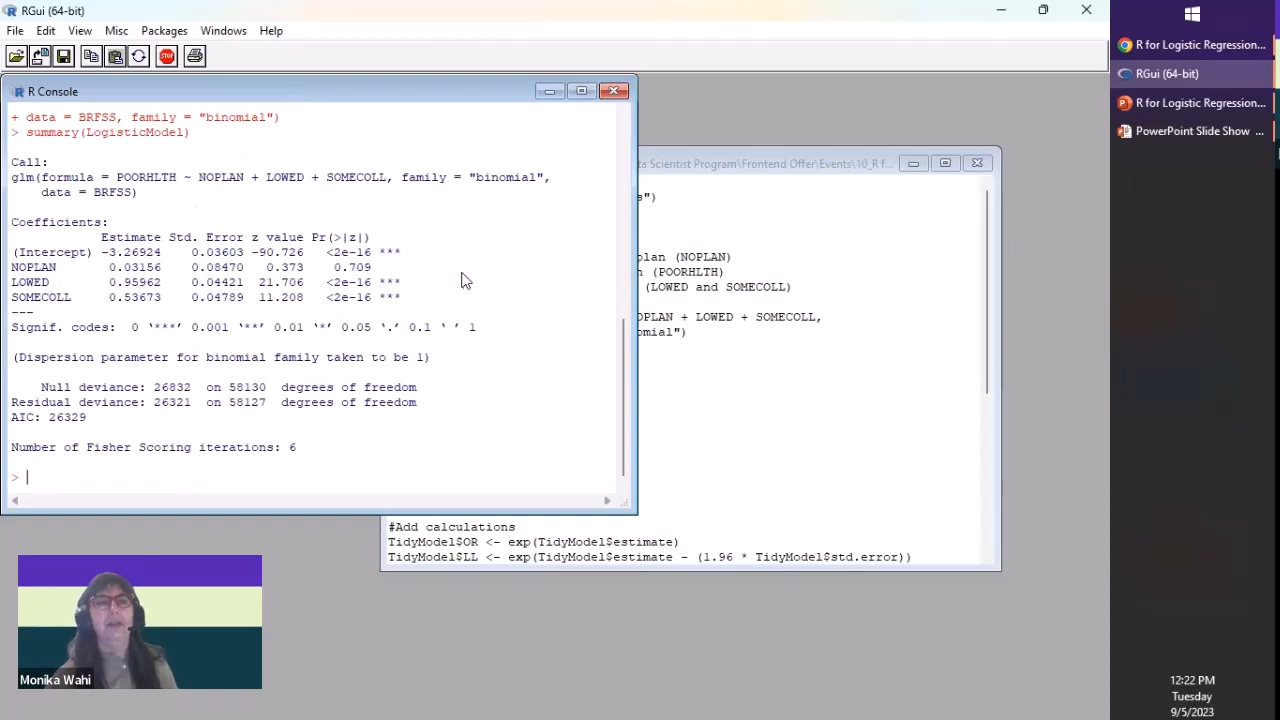 RGui (64-bit)
File Edit View Misc Packages Windows Help
STOP
R Console
+ data = BRFSS, family = "binomial")
> summary(LogisticModel)
Call:
glm(formula = POORHLTH ~ NOPLAN + LOWED + SOMECOLL, family = "binomial",
data = BRFSS)
Coefficients:
Estimate Std. Error z value Pr(>|z|)
(Intercept) -3.26924 0.03603 -90.726 <2e-16 ***
NOPLAN 0.03156 0.08470 0.373 0.709
LOWED 0.95962 0.04421 21.706 <2e-16 ***
SOMECOLL 0.53673 0.04789 11.208 <2e-16 ***
---
Signif. codes: 0 ‘***’ 0.001 ‘**’ 0.01 ‘*’ 0.05 ‘.’ 0.1 ‘ ’ 1
(Dispersion parameter for binomial family taken to be 1)
Null deviance: 26832 on 58130 degrees of freedom
Residual deviance: 26321 on 58127 degrees of freedom
AIC: 26329
Number of Fisher Scoring iterations: 6
>
ta Scientist Program\Frontend Offer\Events\10_R f...
s")
plan (NOPLAN)
n (POORHLTH)
(LOWED and SOMECOLL)
OPLAN + LOWED + SOMECOLL,
omial")
#Add calculations
TidyModel$OR <- exp(TidyModel$estimate)
TidyModel$LL <- exp(TidyModel$estimate - (1.96 * TidyModel$std.error))
Monika Wahi
R for Logistic Regression...
RGui (64-bit)
R for Logistic Regression...
PowerPoint Slide Show ...
12:22 PM
Tuesday
9/5/2023